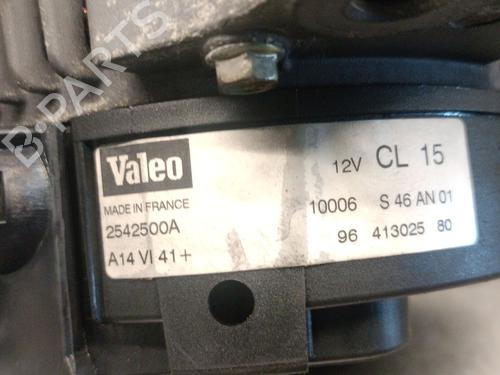 B-PARTS
Valeo
12V CL 15
MADE IN FRANCE
10006 S 46 AN 01
2542500A
96 413025 80
A14 VI 41+